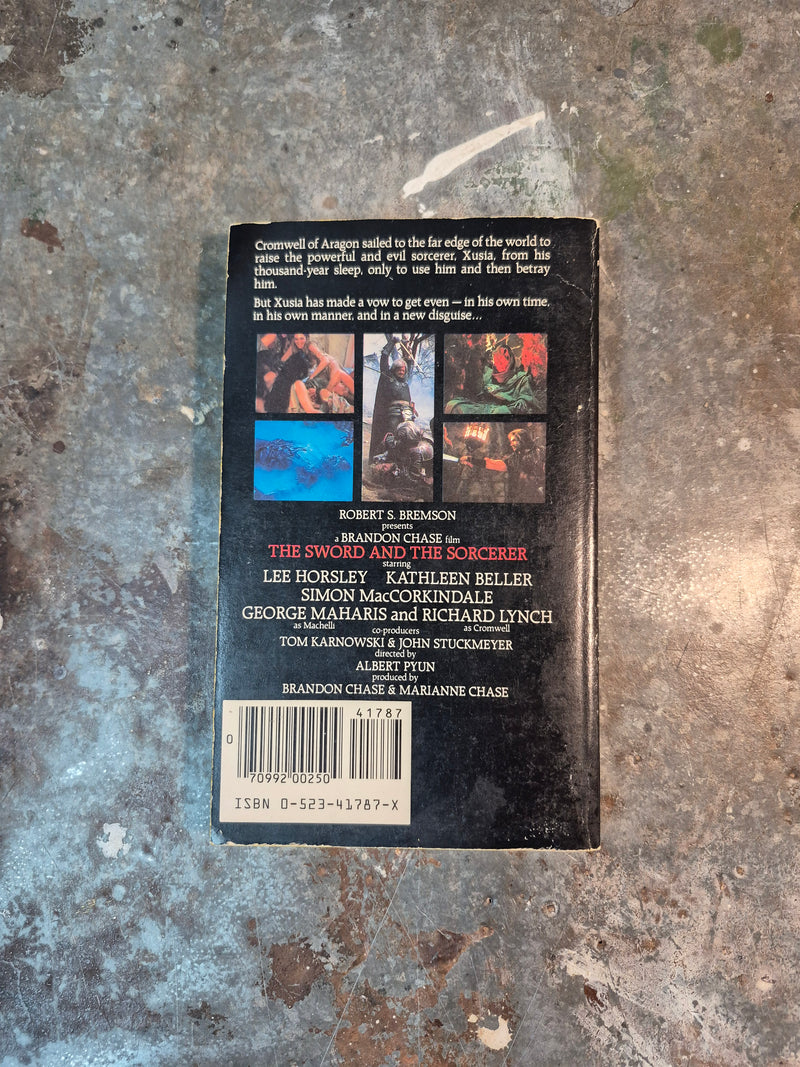 Cromwell of Aragon sailed to the far edge of the world to
raise the powerful and evil sorcerer, Xusia, from his
thousand-year sleep, only to use him and then betray
him.
But Xusia has made a vow to get even — in his own time,
in his own manner, and in a new disguise...
ROBERT S. BREMSON
presents
a BRANDON CHASE film
THE SWORD AND THE SORCERER
starring
LEE HORSLEY KATHLEEN BELLER
SIMON MacCORKINDALE
GEORGE MAHARIS and RICHARD LYNCH
as Machelli as Cromwell
co-producers
TOM KARNOWSKI & JOHN STUCKMEYER
directed by
ALBERT PYUN
produced by
BRANDON CHASE & MARIANNE CHASE
41787
0
70992 00250
ISBN 0-523-41787-X